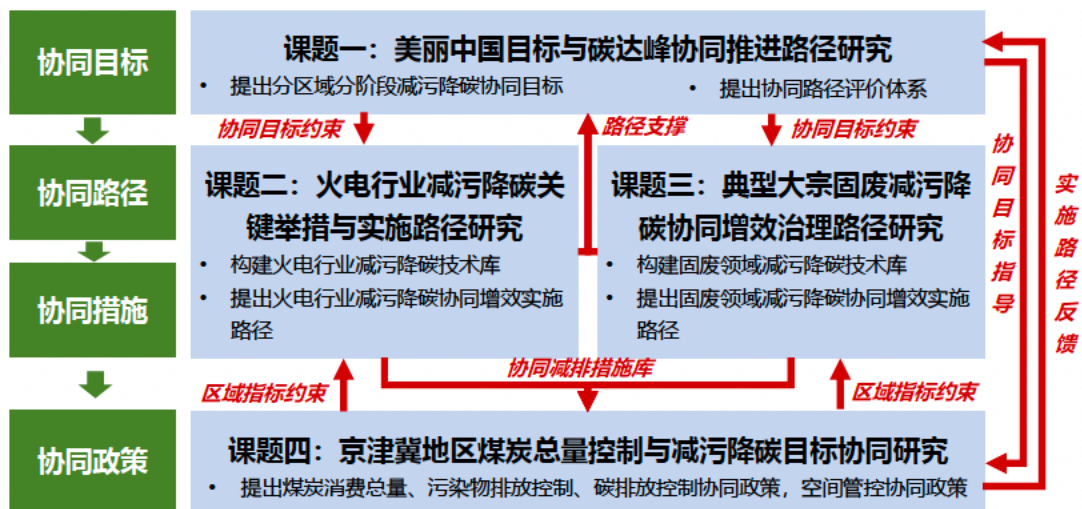 协同目标
课题一：美丽中国目标与碳达峰协同推进路径研究
• 提出分区域分阶段减污降碳协同目标
• 提出协同路径评价体系
协同目标约束
路径支撑
协同目标约束
协同路径
课题二：火电行业减污降碳关
键举措与实施路径研究
• 构建火电行业减污降碳技术库
• 提出火电行业减污降碳协同增效实施
路径
课题三：典型大宗固废减污降
碳协同增效治理路径研究
• 构建固废领域减污降碳技术库
• 提出固废领域减污降碳协同增效实施
路径
协同措施
协同目标指导
实施路径反馈
区域指标约束
协同减排措施库
区域指标约束
协同政策
课题四：京津冀地区煤炭总量控制与减污降碳目标协同研究
• 提出煤炭消费总量、污染物排放控制、碳排放控制协同政策，空间管控协同政策